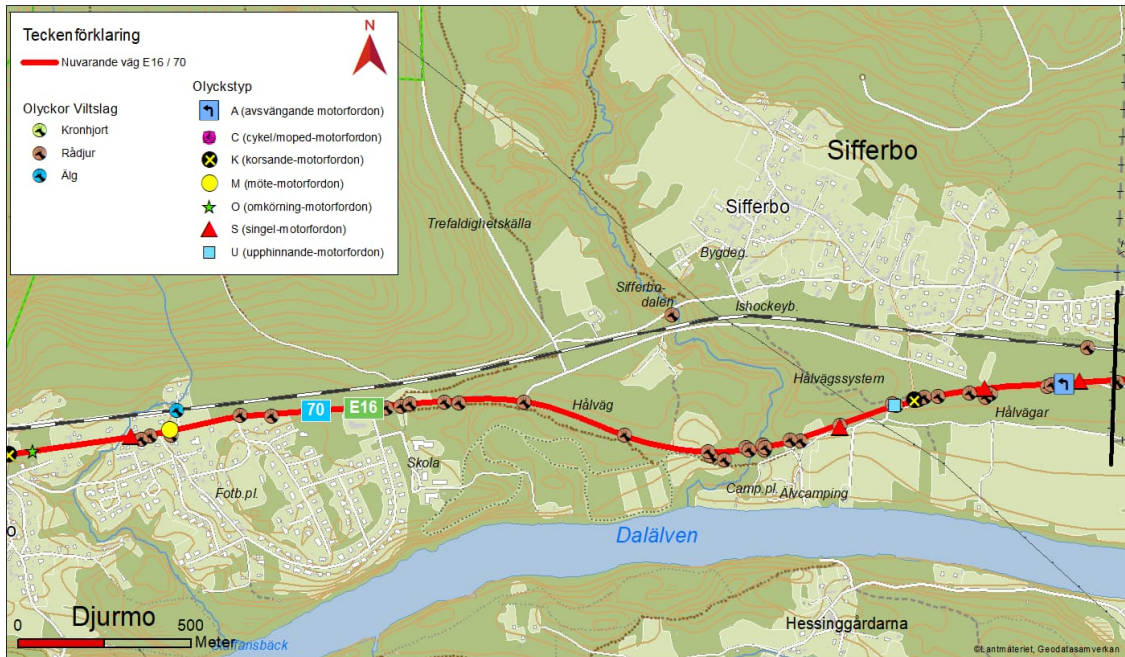 Teckenförklaring
N
Nuvarande väg E16 / 70
Olyckstyp
Olyckor Viltslag
A (avsvängande motorfordon)
Kronhjort
C (cykel/moped-motorfordon)
Rådjur
K (korsande-motorfordon)
Älg
M (möte-motorfordon)
O (omkörning-motorfordon)
S (singel-motorfordon)
U (upphinnande-motorfordon)
Sifferbo
Sifferbo
Trefaldighetskälla
Bygdeg.
Sifferbo-
dalen
Ishockeyb.
Hålvägssystem
70
E16
Hålväg
Hålvägar
Skola
Fotb.pl.
Camp.pl.
Älvcamping
Dalälven
Djurmo
0
500
Meter
Hessinggårdarna
©Lantmäteriet, Geodatasamverkan